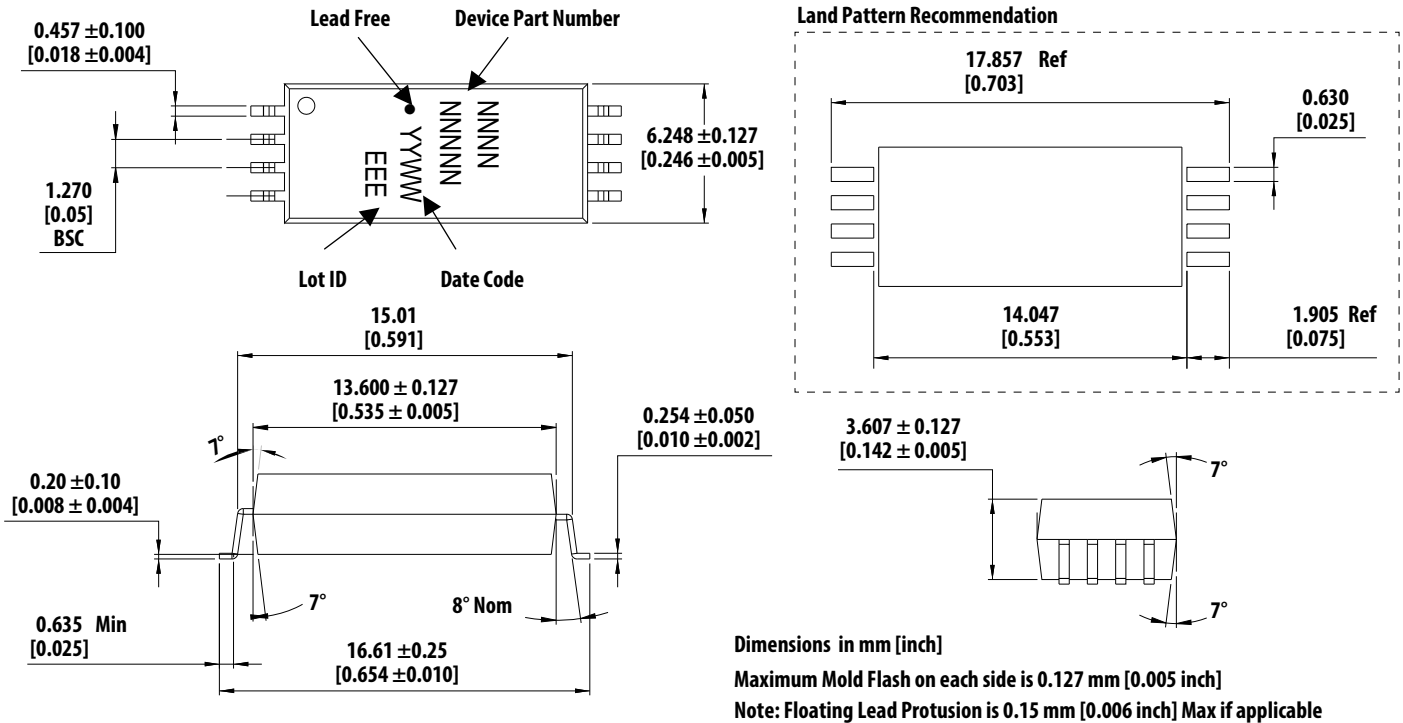 Lead Free
Device Part Number
0.457 ±0.100
[0.018 ±0.004]
NNNN
NNNNN
YYWW
EEE
6.248 ±0.127
[0.246 ±0.005]
1.270
[0.05]
BSC
Lot ID
Date Code
Land Pattern Recommendation
17.857 Ref
[0.703]
0.630
[0.025]
14.047
[0.553]
1.905 Ref
[0.075]
15.01
[0.591]
13.600 ± 0.127
[0.535 ± 0.005]
7°
0.254 ±0.050
[0.010 ±0.002]
0.20 ±0.10
[0.008 ± 0.004]
7°
8° Nom
0.635 Min
[0.025]
16.61 ±0.25
[0.654 ±0.010]
3.607 ± 0.127
[0.142 ± 0.005]
7°
7°
Dimensions in mm [inch]
Maximum Mold Flash on each side is 0.127 mm [0.005 inch]
Note: Floating Lead Protusion is 0.15 mm [0.006 inch] Max if applicable